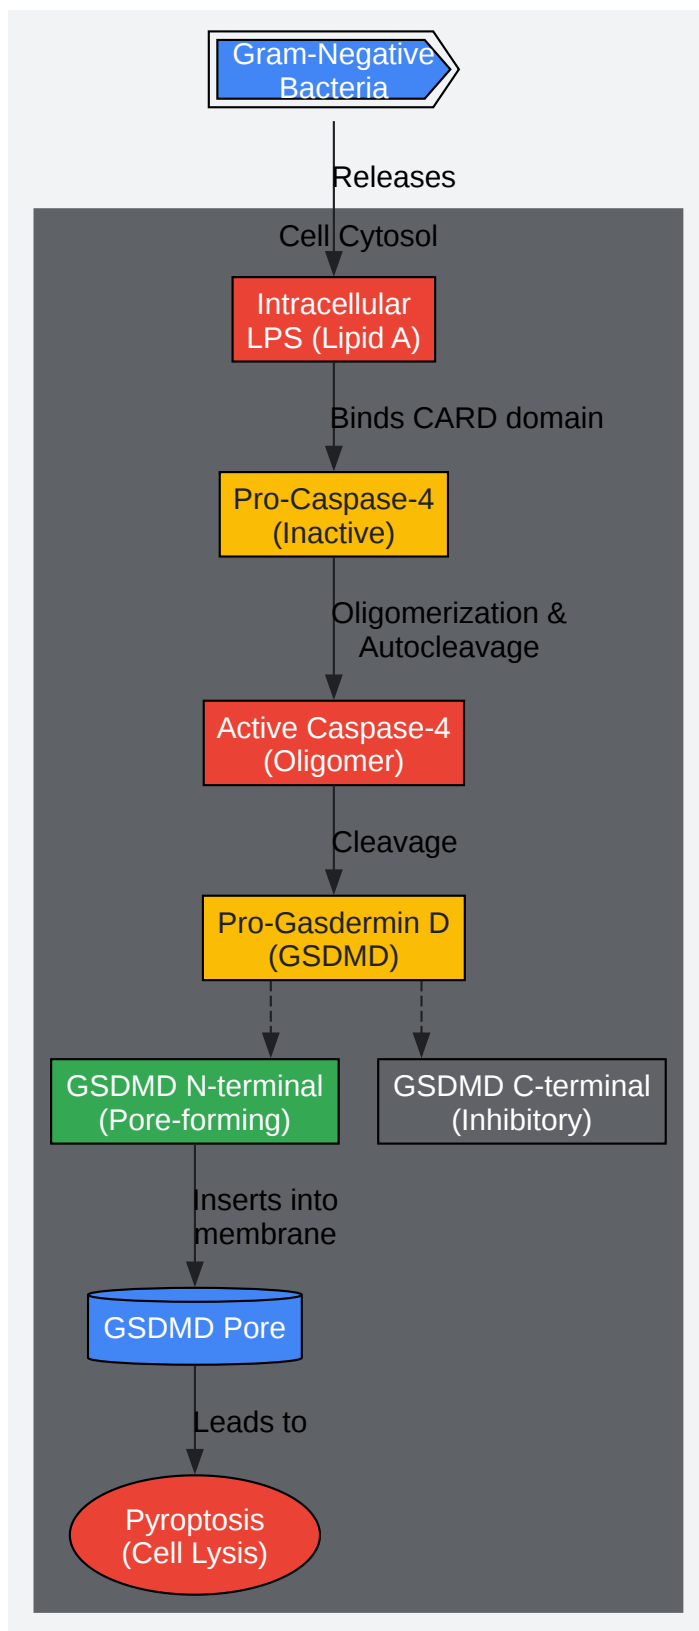 Gram-Negative
Bacteria
Releases
Cell Cytosol
Intracellular
LPS (Lipid A)
Binds CARD domain
Pro-Caspase-4
(Inactive)
Oligomerization &
Autocleavage
Active Caspase-4
(Oligomer)
Cleavage
Pro-Gasdermin D
(GSDMD)
GSDMD N-terminal
(Pore-forming)
GSDMD C-terminal
(Inhibitory)
Inserts into
membrane
GSDMD Pore
Leads to
Pyroptosis
(Cell Lysis)